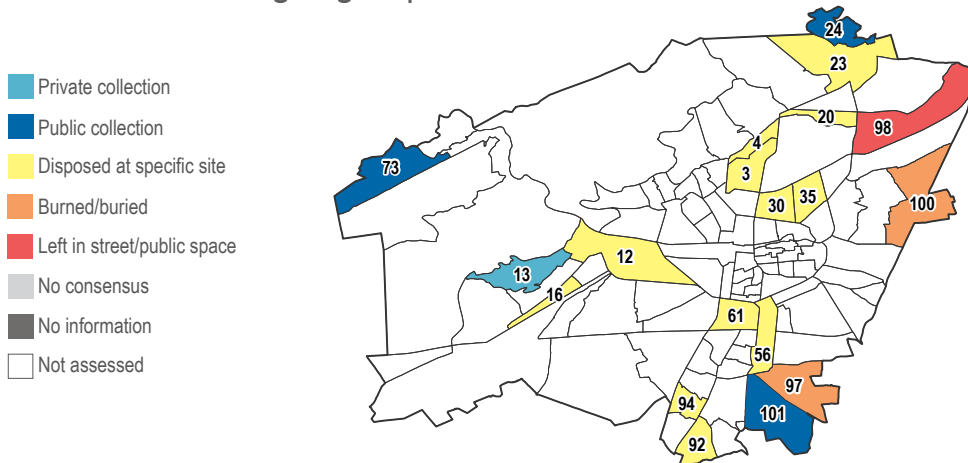 Private collection
Public collection
Disposed at specific site
Burned/buried
Left in street/public space
No consensus
No information
Not assessed
24
23
20
98
4
73
3
35
30
100
12
13
16
61
56
97
94
101
92